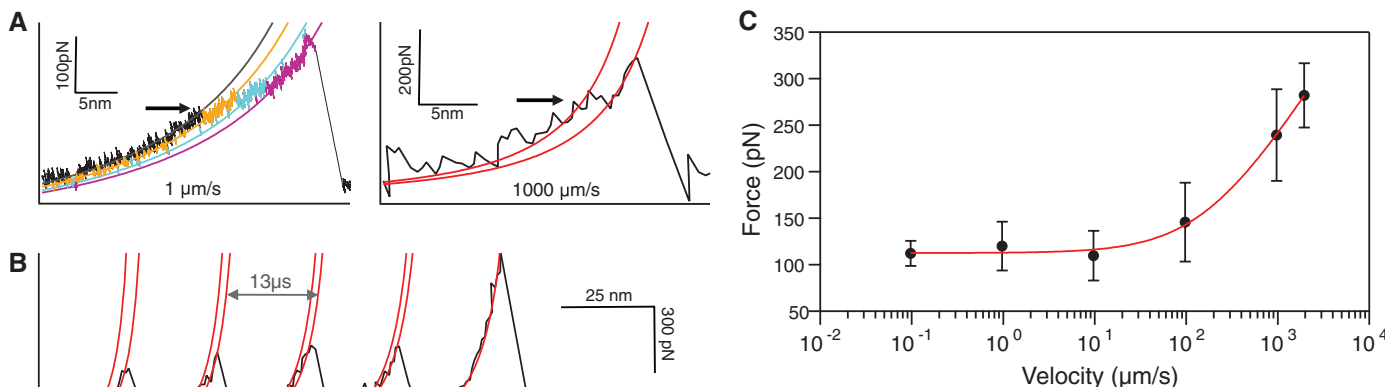 A
100pN
5nm
1 µm/s
200pN
5nm
1000 µm/s
B
13µs
25 nm
300 pN
C
Force (pN)
350
300
250
200
150
100
50
10⁻² 10⁻¹ 10⁰ 10¹ 10² 10³ 10⁴
Velocity (µm/s)